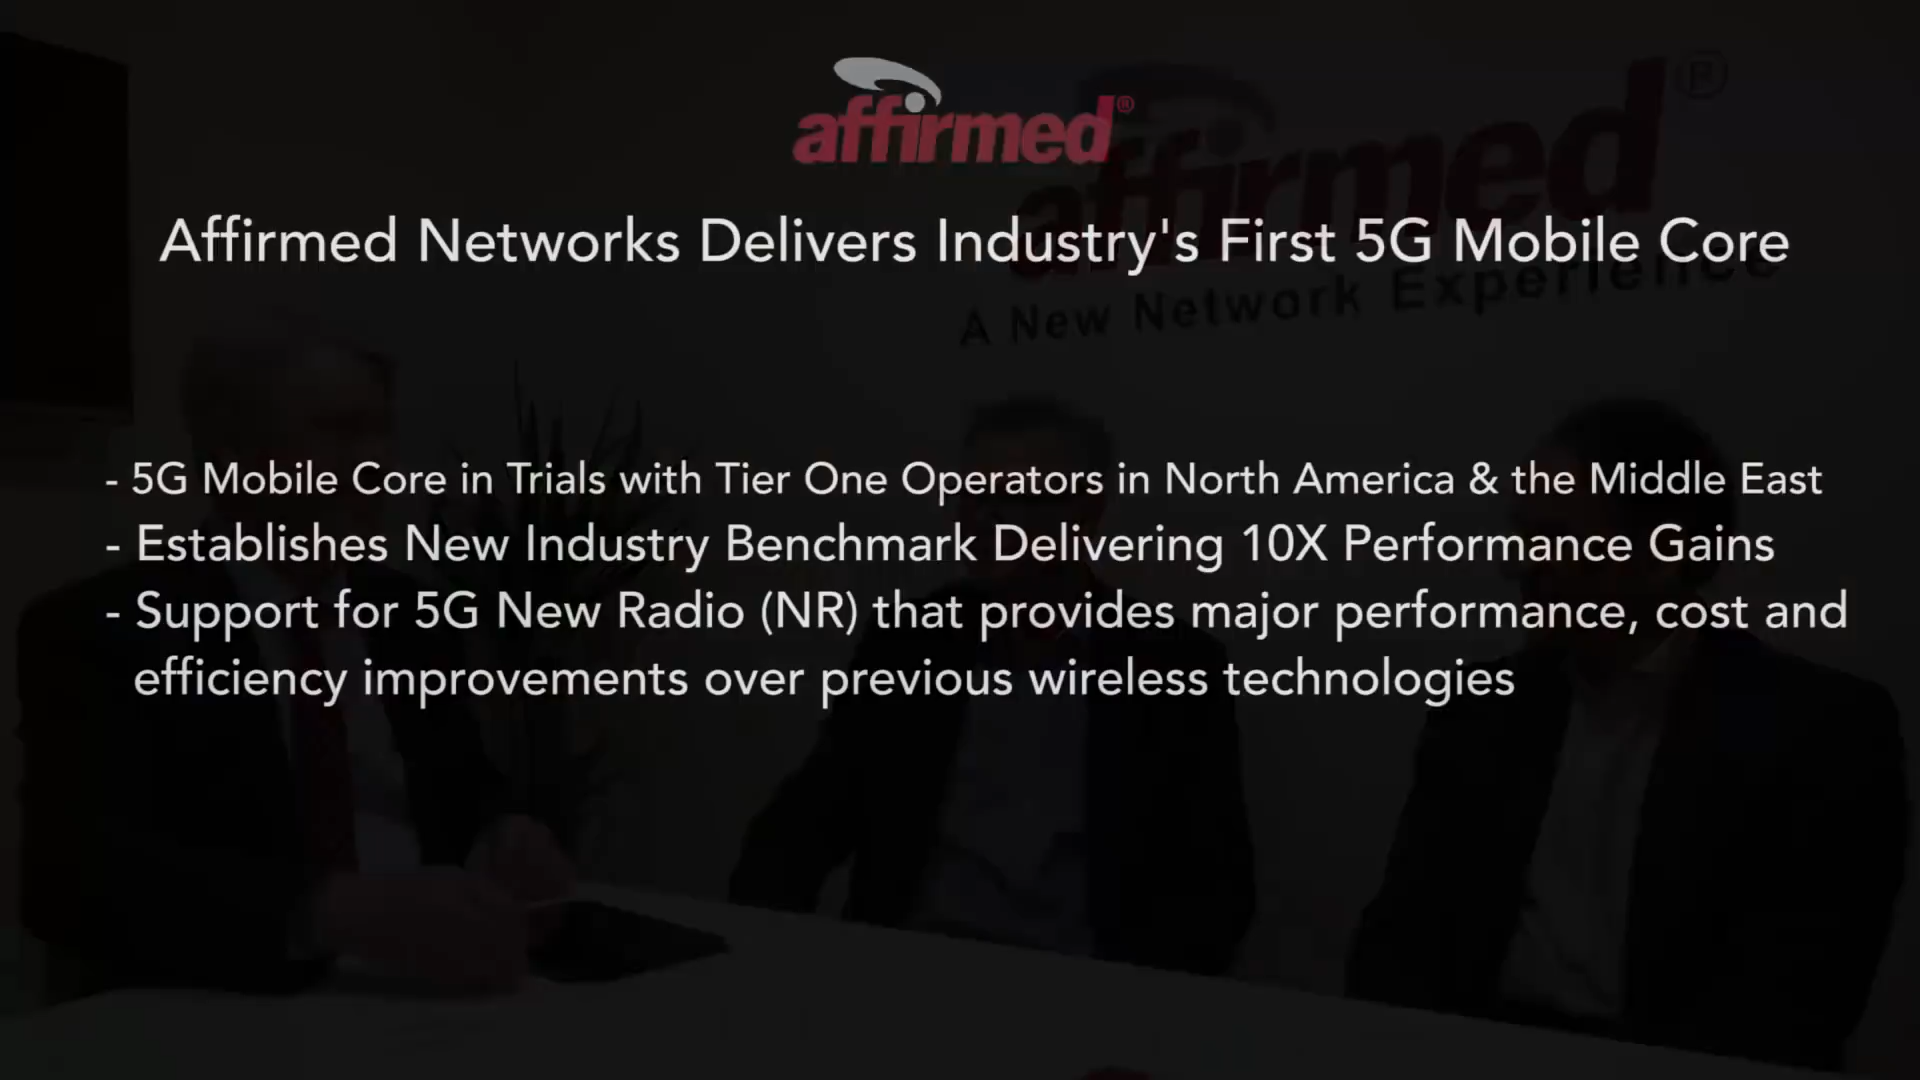 affirmed®
affirmed®
Affirmed Networks Delivers Industry's First 5G Mobile Core
A New Network Experience
- 5G Mobile Core in Trials with Tier One Operators in North America & the Middle East
- Establishes New Industry Benchmark Delivering 10X Performance Gains
- Support for 5G New Radio (NR) that provides major performance, cost and
efficiency improvements over previous wireless technologies